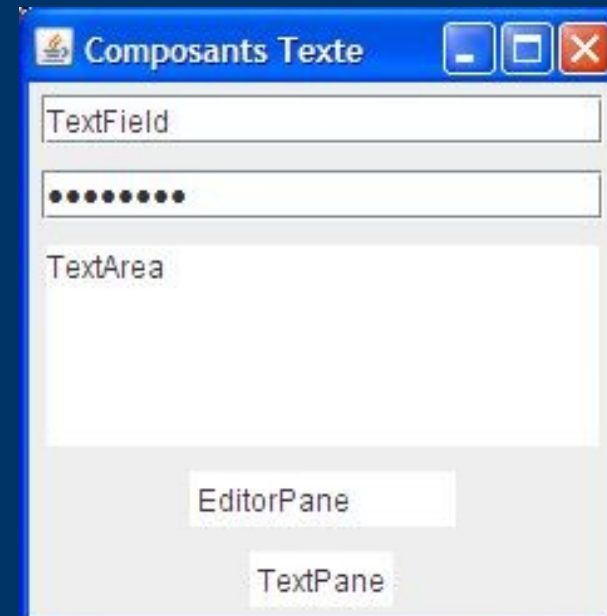 Composants Texte
TextField
••••••••
TextArea
EditorPane
TextPane